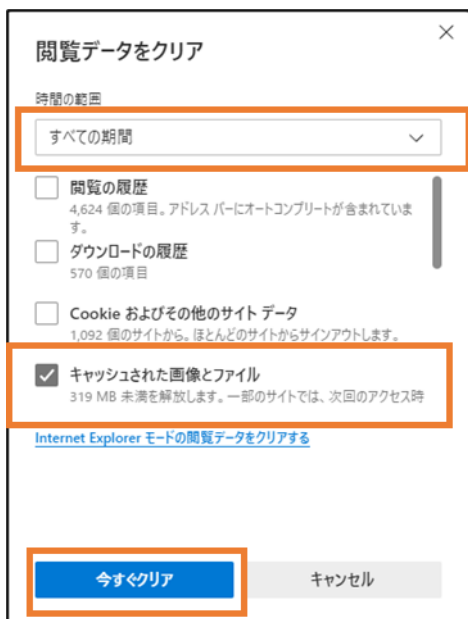 閲覧データをクリア
時間の範囲
すべての期間
閲覧の履歴
4,624 個の項目。アドレス バーにオートコンプリートが含まれていま
す。
ダウンロードの履歴
570 個の項目
Cookie およびその他のサイト データ
1,092 個のサイトから。ほとんどのサイトからサインアウトします。
キャッシュされた画像とファイル
319 MB 未満を解放します。一部のサイトでは、次回のアクセス時
Internet Explorer モードの閲覧データをクリアする
今すぐクリア
キャンセル